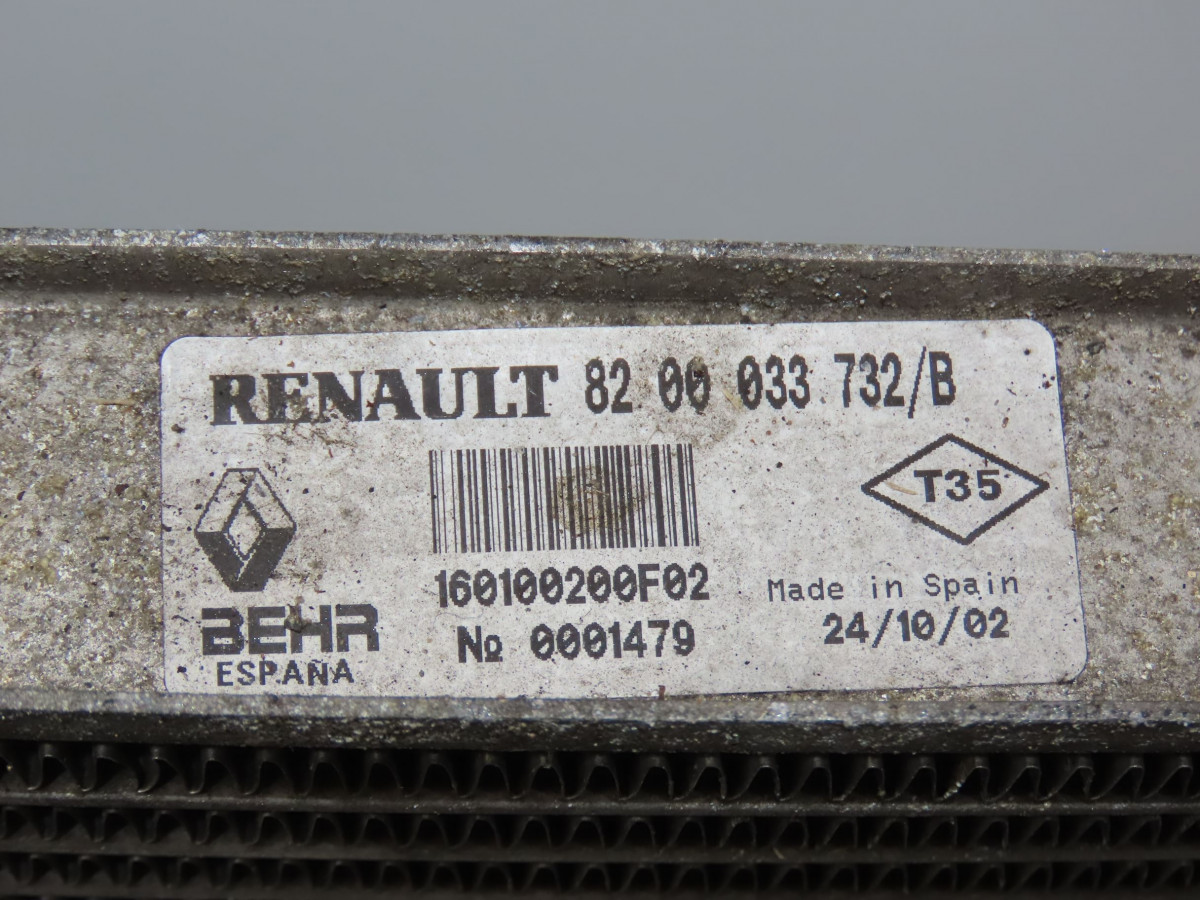 RENAULT 82 00 033 732/B
T35
160100200F02
Made in Spain
BEHR
Nº 0001479
24/10/02
ESPAÑA